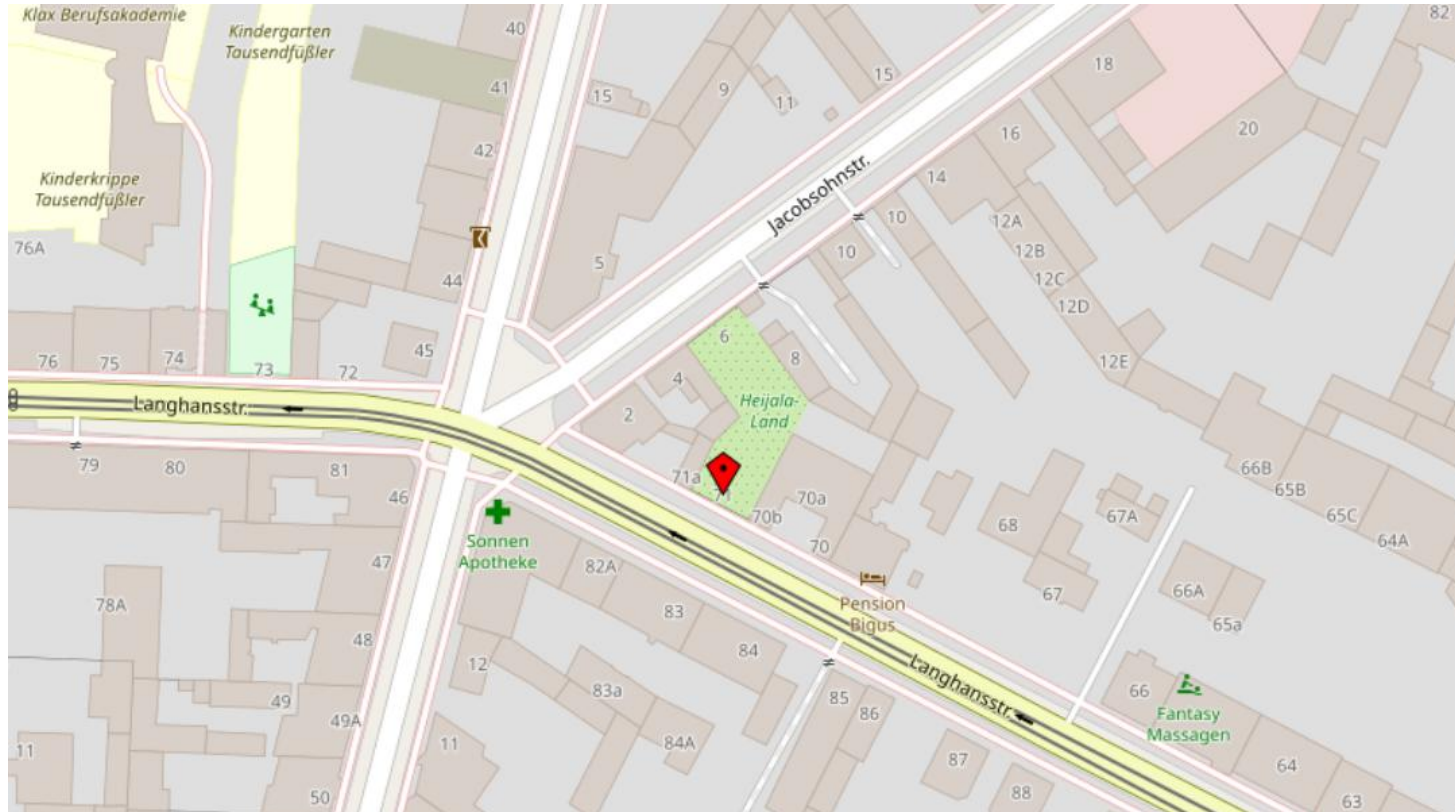 Klax Berufsakademie
Kindergarten
Tausendfüßler
40
82
18
15
9
41
15
11
20
16
42
Kinderkrippe
Tausendfüßler
Jacobsohnstr.
14
10
12A
76A
5
10
12B
44
12C
12D
6
45
8
76
75
74
73
72
12E
4
Langhansstr.
Heijala-
Land
2
79
80
81
46
71a
71
70a
70b
66B
65B
65C
67A
68
64A
Sonnen
Apotheke
70
47
82A
66A
67
78A
83
Pension
Bigus
65a
48
84
12
Langhansstr.
83a
66
49
85
86
Fantasy
Massagen
49A
84A
11
11
87
64
50
88
63